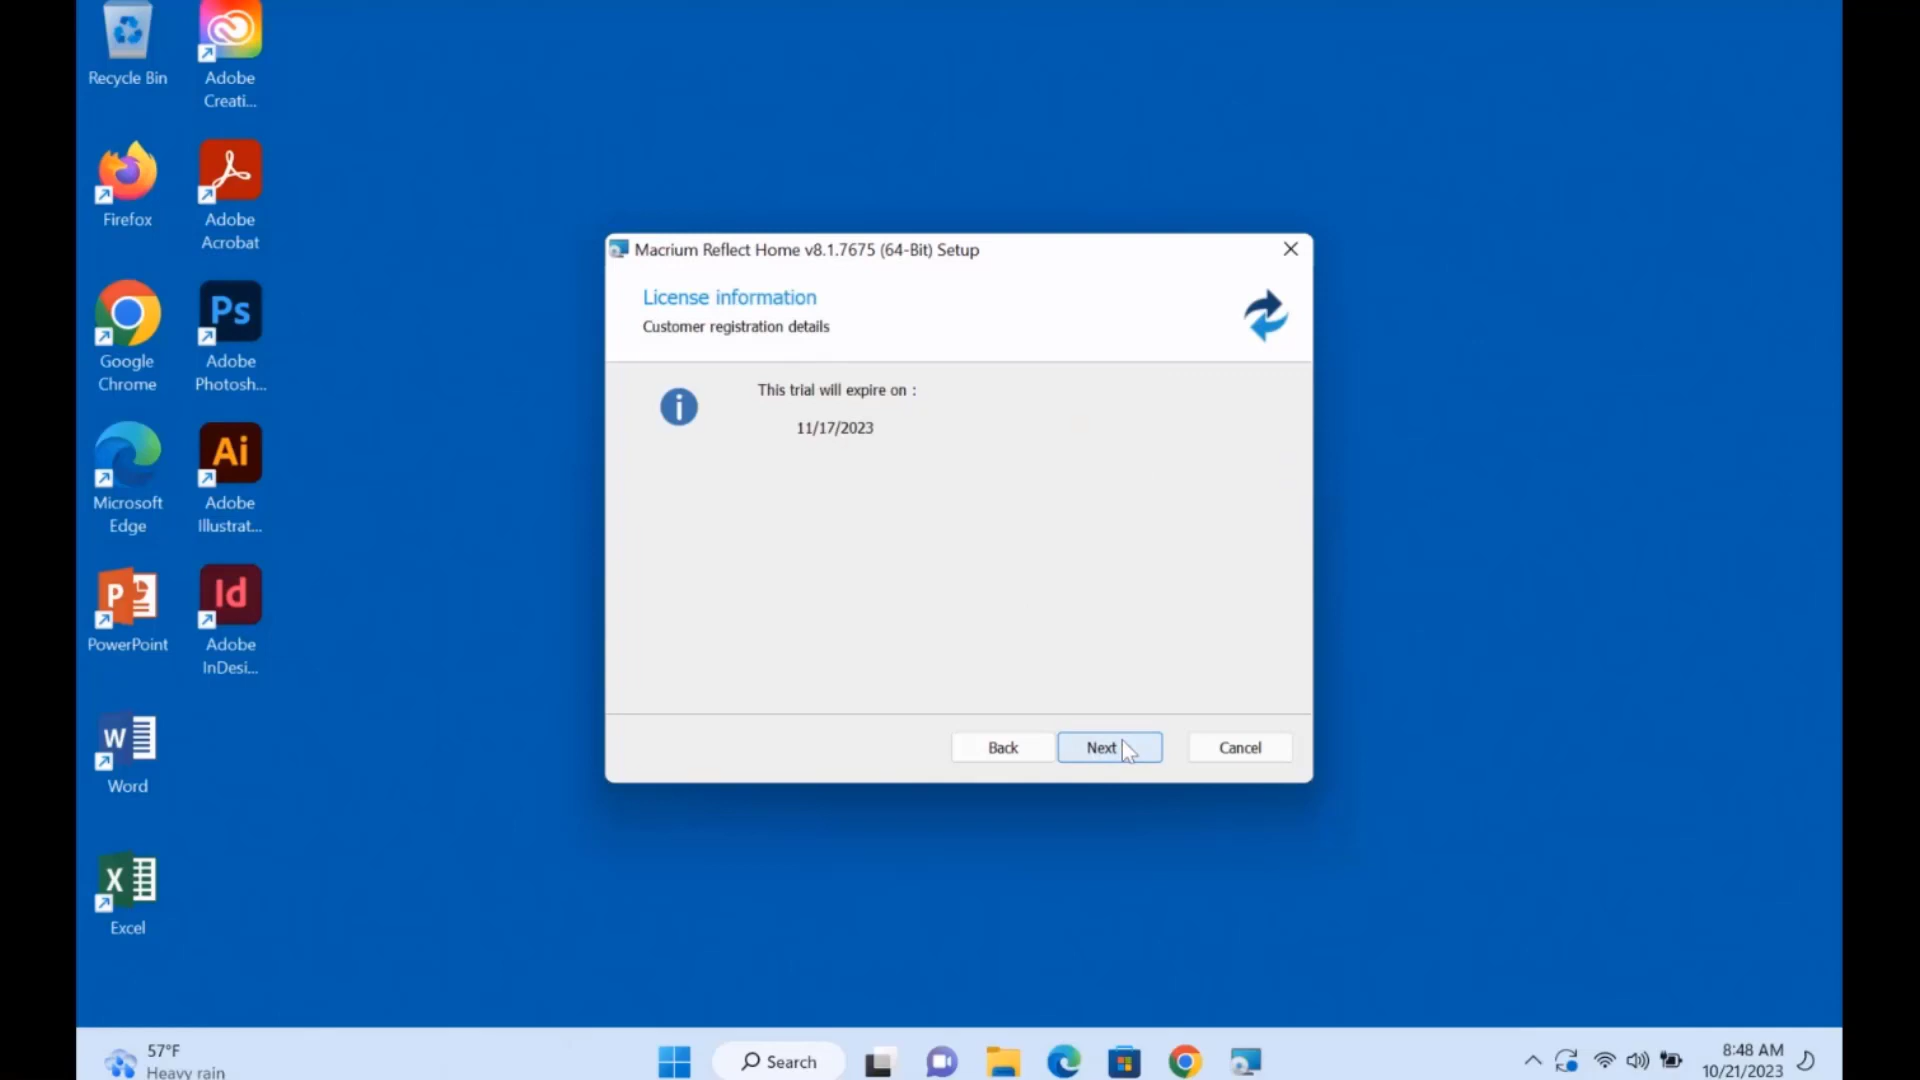 Recycle Bin
Adobe
Creati...
Firefox
Adobe
Acrobat
Google
Chrome
Ps
Adobe
Photosh...
Microsoft
Edge
Ai
Adobe
Illustrat...
P
PowerPoint
Id
Adobe
InDesi...
W
Word
X
Excel
Macrium Reflect Home v8.1.7675 (64-Bit) Setup
License information
Customer registration details
i
This trial will expire on :
11/17/2023
Back
Next
Cancel
57°F
Heavy rain
Search
8:48 AM
10/21/2023